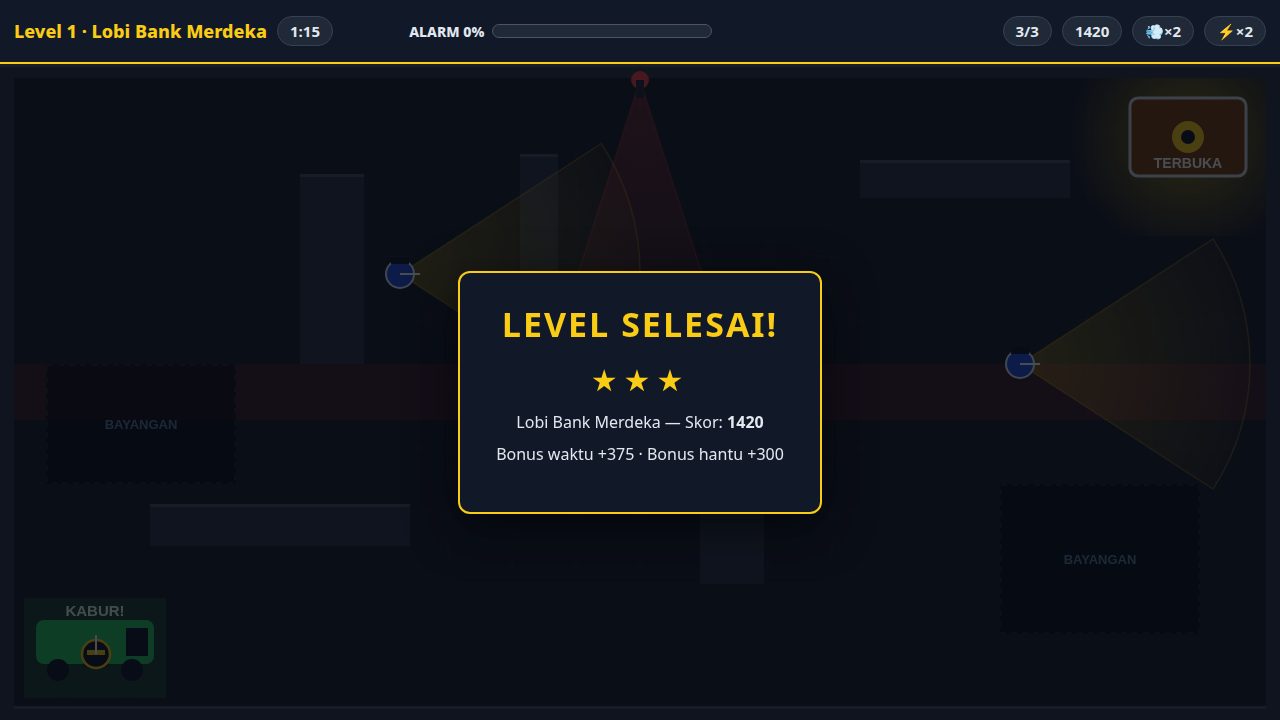 Level 1 · Lobi Bank Merdeka 1:15 ALARM 0% 3/3 1420 💨×2 ⚡×2
TERBUKA
LEVEL SELESAI!
★ ★ ★
Lobi Bank Merdeka — Skor: 1420
Bonus waktu +375 · Bonus hantu +300
BAYANGAN
BAYANGAN
KABUR!